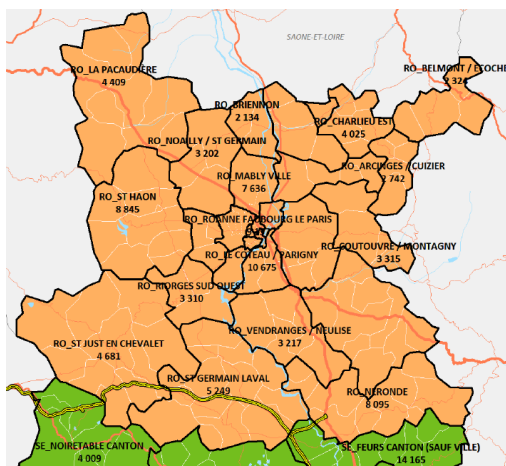 SAONE-ET-LOIRE
RO_LA PACAUDIERE
4 409
RO_BELMONT / ECOCHE
2 324
RO_BRIENNON
2 134
RO_CHARLIEU EST
4 025
RO_NOAILLY / ST GERMAIN
3 202
RO_ARCINGES / CUIZIER
2 742
RO_MABLY VILLE
7 636
RO_ST HAON
8 845
RO_ROANNE FAUBOURG LE PARIS
RO_COUTOUVRE / MONTAGNY
3 315
RO_LE COTEAU / PARIGNY
10 675
RO_RIORGES SUD OUEST
3 310
RO_VENDRANGES / NEULISE
3 217
RO_ST JUST EN CHEVALET
4 681
RO_ST GERMAIN LAVAL
5 249
RO_NERONDE
8 095
SE_NOIRETABLE CANTON
4 009
SE_FEURS CANTON (SAUF VILLE)
14 165